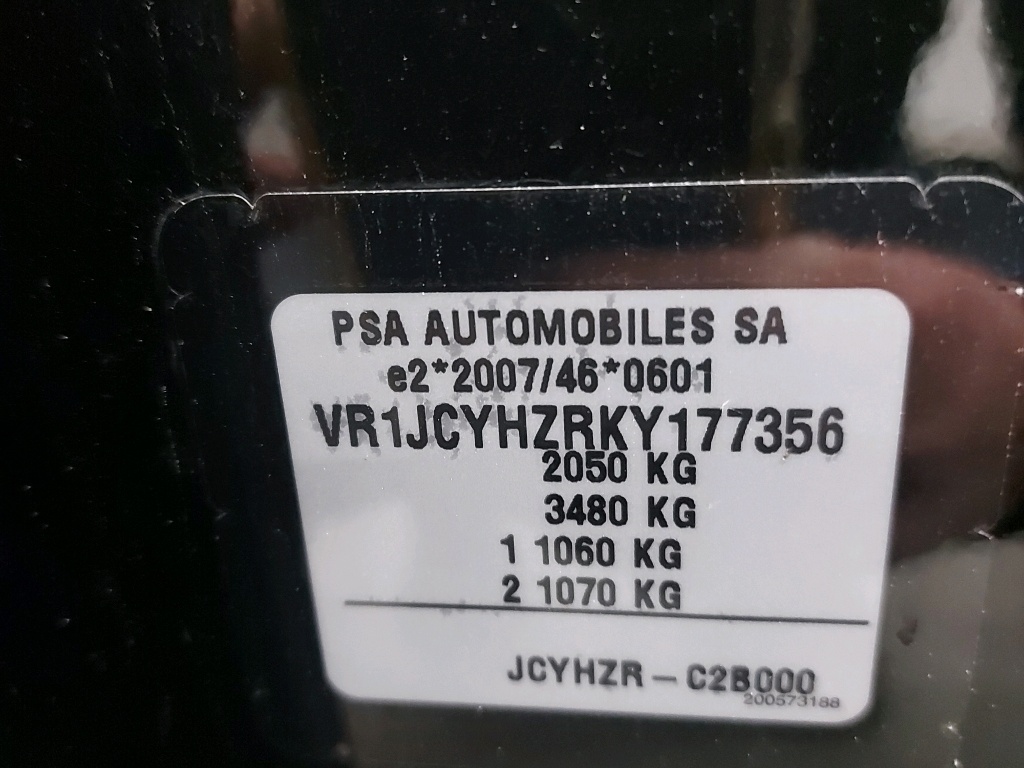 PSA AUTOMOBILES SA
e2*2007/46*0601
VR1JCYHZRKY177356
2050 KG
3480 KG
1 1060 KG
2 1070 KG
JCYHZR – C2B000
200573188